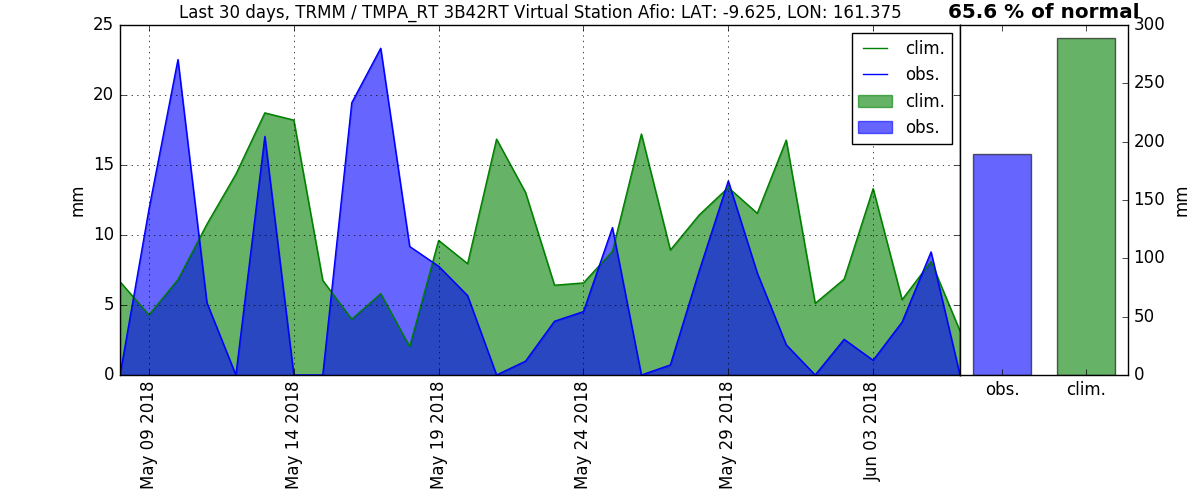 Last 30 days, TRMM / TMPA_RT 3B42RT Virtual Station Afio: LAT: -9.625, LON: 161.375
65.6 % of normal
25
20
15
10
5
0
mm
clim.
obs.
clim.
obs.
May 09 2018
May 14 2018
May 19 2018
May 24 2018
May 29 2018
Jun 03 2018
300
250
200
150
100
50
0
mm
obs.
clim.